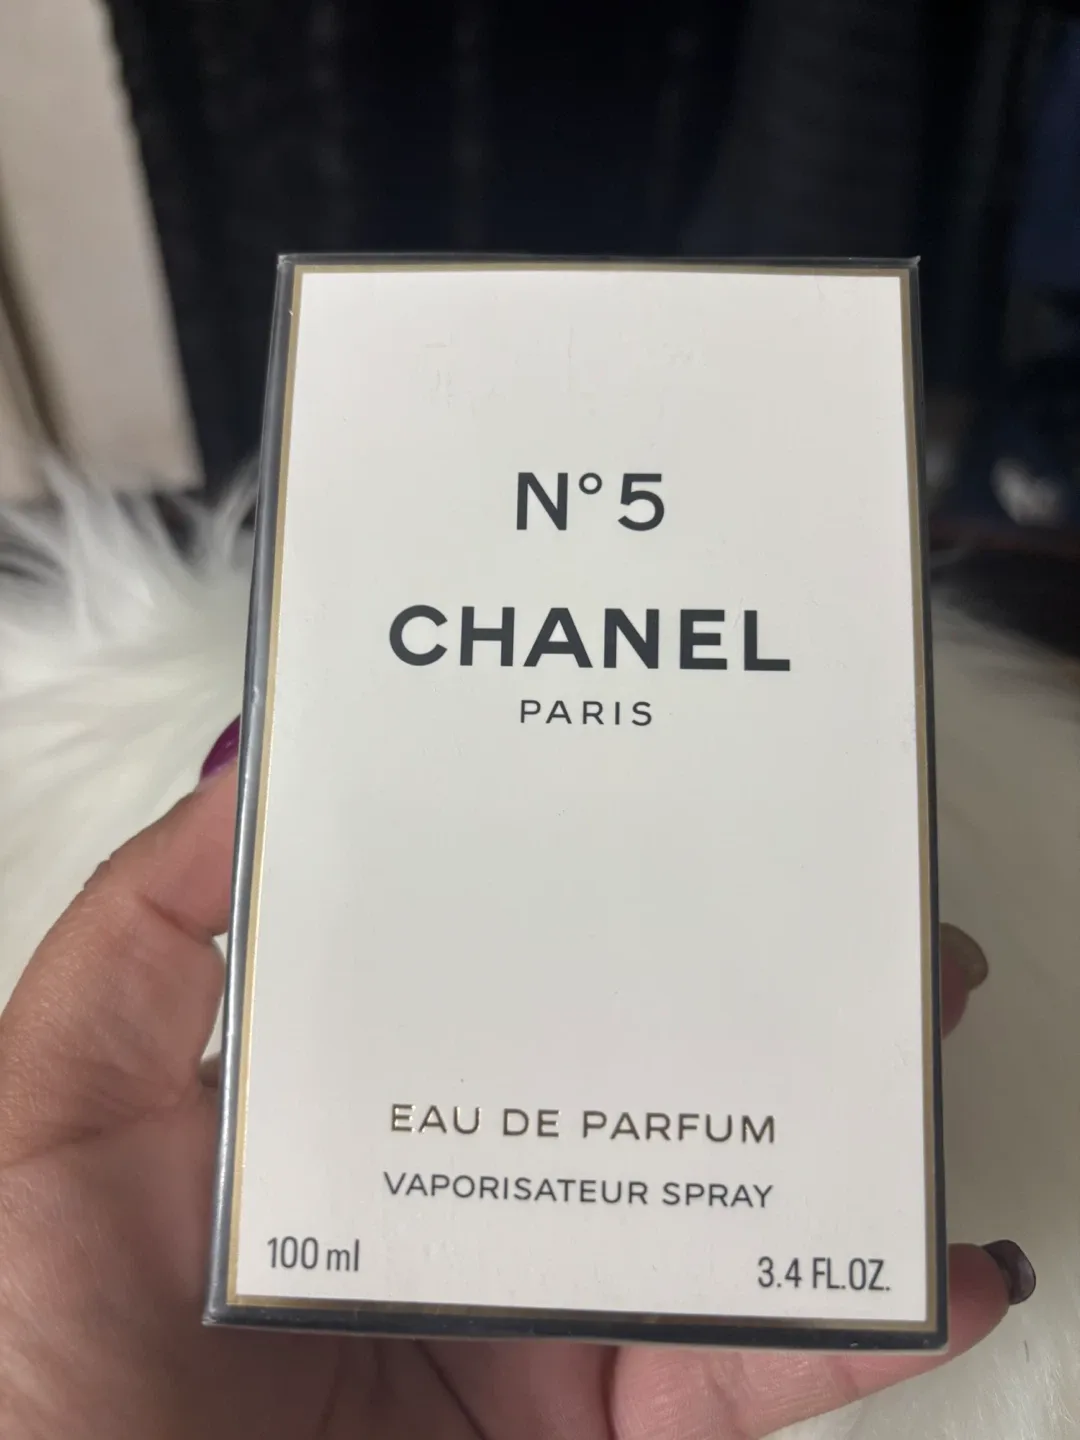 N°5
CHANEL
PARIS
EAU DE PARFUM
VAPORISATEUR SPRAY
100 ml
3.4 FL.OZ.